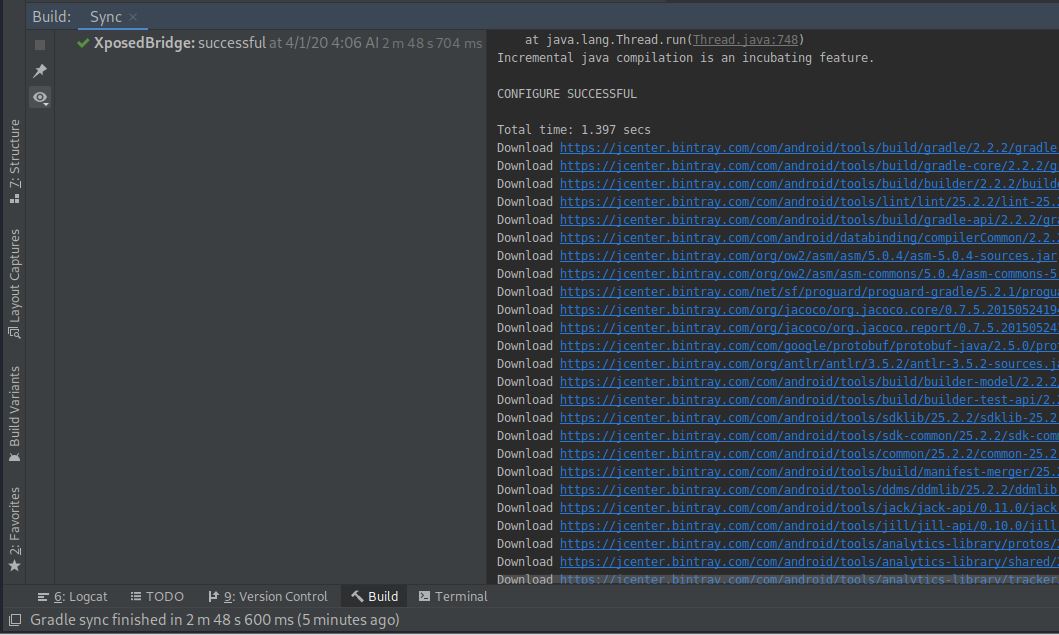 Build: Sync
XposedBridge: successful at 4/1/20 4:06 AM 2 m 48 s 704 ms
at java.lang.Thread.run(Thread.java:748)
Incremental java compilation is an incubating feature.
CONFIGURE SUCCESSFUL
Total time: 1.397 secs
Download https://jcenter.bintray.com/com/android/tools/build/gradle/2.2.2/gradle
Download https://jcenter.bintray.com/com/android/tools/build/gradle-core/2.2.2/g
Download https://jcenter.bintray.com/com/android/tools/build/builder/2.2.2/builde
Download https://jcenter.bintray.com/com/android/tools/lint/lint/25.2.2/lint-25.
Download https://jcenter.bintray.com/com/android/tools/build/gradle-api/2.2.2/gra
Download https://jcenter.bintray.com/com/android/databinding/compilerCommon/2.2.
Download https://jcenter.bintray.com/org/ow2/asm/asm/5.0.4/asm-5.0.4-sources.jar
Download https://jcenter.bintray.com/org/ow2/asm/asm-commons/5.0.4/asm-commons-5
Download https://jcenter.bintray.com/net/sf/proguard/proguard-gradle/5.2.1/progua
Download https://jcenter.bintray.com/org/jacoco/org.jacoco.core/0.7.5.2015052419
Download https://jcenter.bintray.com/org/jacoco/org.jacoco.report/0.7.5.20150524
Download https://jcenter.bintray.com/com/google/protobuf/protobuf-java/2.5.0/pro
Download https://jcenter.bintray.com/org/antlr/antlr/3.5.2/antlr-3.5.2-sources.j
Download https://jcenter.bintray.com/com/android/tools/build/builder-model/2.2.2
Download https://jcenter.bintray.com/com/android/tools/build/builder-test-api/2.
Download https://jcenter.bintray.com/com/android/tools/sdklib/25.2.2/sdklib-25.2
Download https://jcenter.bintray.com/com/android/tools/sdk-common/25.2.2/sdk-com
Download https://jcenter.bintray.com/com/android/tools/common/25.2.2/common-25.2
Download https://jcenter.bintray.com/com/android/tools/build/manifest-merger/25.
Download https://jcenter.bintray.com/com/android/tools/ddms/ddmlib/25.2.2/ddmlib
Download https://jcenter.bintray.com/com/android/tools/jack/jack-api/0.11.0/jack
Download https://jcenter.bintray.com/com/android/tools/jill/jill-api/0.10.0/jill
Download https://jcenter.bintray.com/com/android/tools/analytics-library/protos/
Download https://jcenter.bintray.com/com/android/tools/analytics-library/shared/
Download https://jcenter.bintray.com/com/android/tools/analytics-library/tracker
7: Structure
Layout Captures
Build Variants
2: Favorites
6: Logcat TODO 9: Version Control Build Terminal
Gradle sync finished in 2 m 48 s 600 ms (5 minutes ago)